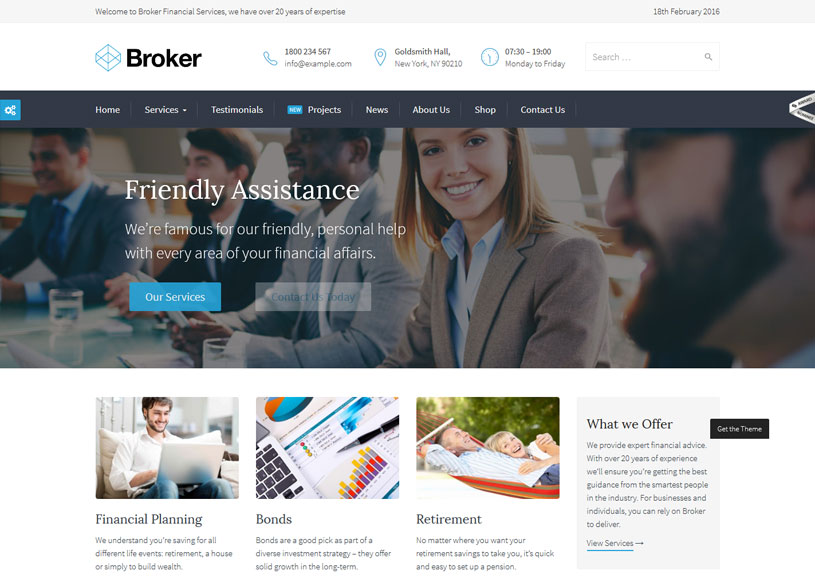 Welcome to Broker Financial Services, we have over 20 years of expertise
18th February 2016
Broker
1800 234 567
info@example.com
Goldsmith Hall,
New York, NY 90210
07:30 – 19:00
Monday to Friday
Search …
Home
Services
Testimonials
NEW Projects
News
About Us
Shop
Contact Us
AWARD
NOMINEE
Friendly Assistance
We’re famous for our friendly, personal help
with every area of your financial affairs.
Our Services
Contact Us Today
Financial Planning
We understand you’re saving for all
different life events: retirement, a house
or simply to build wealth.
Bonds
Bonds are a good pick as part of a
diverse investment strategy – they offer
solid growth in the long-term.
Retirement
No matter where you want your
retirement savings to take you, it’s quick
and easy to set up a pension.
What we Offer
We provide expert financial advice.
With over 20 years of experience
we’ll ensure you’re getting the best
guidance from the smartest people
in the industry. For businesses and
individuals, you can rely on Broker
to deliver.
View Services →
Get the Theme